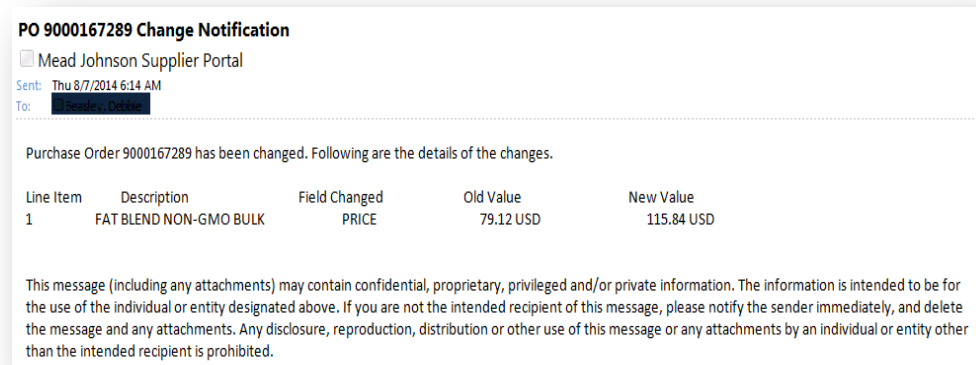 PO 9000167289 Change Notification
Mead Johnson Supplier Portal
Sent: Thu 8/7/2014 6:14 AM
To:
Purchase Order 9000167289 has been changed. Following are the details of the changes.
Line Item Description Field Changed Old Value New Value
1 FAT BLEND NON-GMO BULK PRICE 79.12 USD 115.84 USD
This message (including any attachments) may contain confidential, proprietary, privileged and/or private information. The information is intended to be for
the use of the individual or entity designated above. If you are not the intended recipient of this message, please notify the sender immediately, and delete
the message and any attachments. Any disclosure, reproduction, distribution or other use of this message or any attachments by an individual or entity other
than the intended recipient is prohibited.